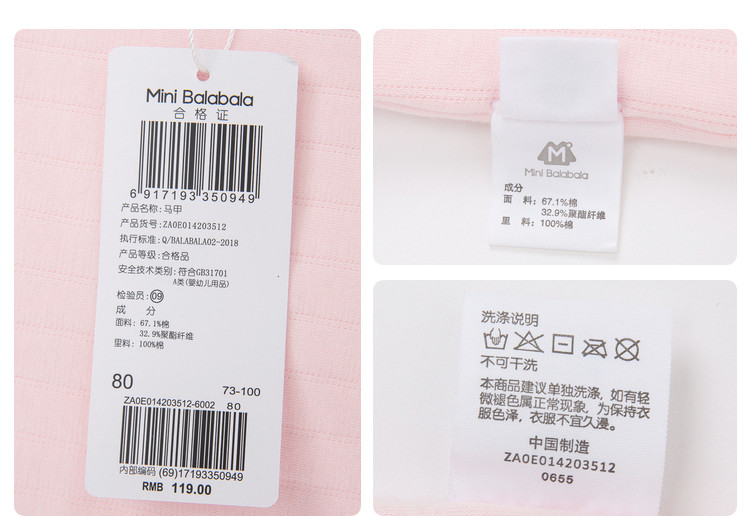 Mini Balabala
合格证
6 917193 350949
产品名称: 马甲
产品货号: ZA0E014203512
执行标准: Q/BALABALA02-2018
产品等级: 合格品
安全技术类别: 符合GB31701
A类(婴幼儿用品)
检验员: 09
成 分
面料: 67.1%棉
32.9%聚酯纤维
里料: 100%棉
80 73-100
ZA0E014203512-6002 80
内部编码 (69)17193350949
RMB 119.00
M
Mini Balabala
成分
面 料: 67.1%棉
32.9%聚酯纤维
里 料: 100%棉
洗涤说明
不可干洗
本商品建议单独洗涤, 如有轻
微褪色属正常现象, 为保持衣
服色泽, 衣服不宜久浸。
中国制造
ZA0E014203512
0655